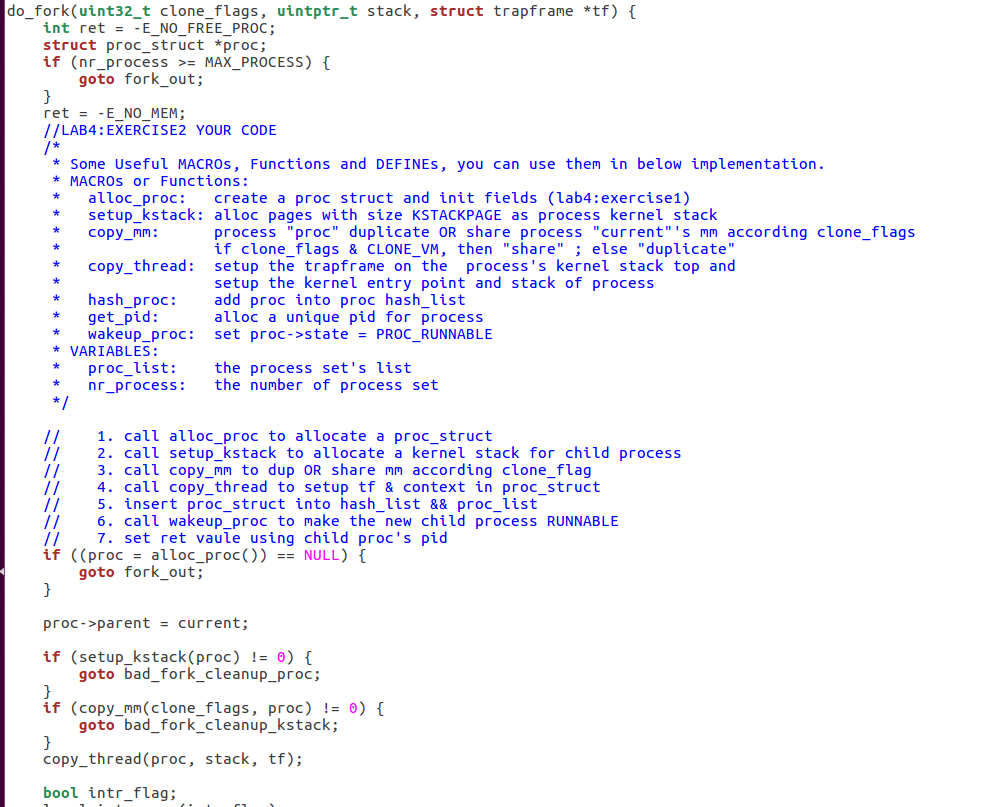 do_fork(uint32_t clone_flags, uintptr_t stack, struct trapframe *tf) {
    int ret = -E_NO_FREE_PROC;
    struct proc_struct *proc;
    if (nr_process >= MAX_PROCESS) {
        goto fork_out;
    }
    ret = -E_NO_MEM;
    //LAB4:EXERCISE2 YOUR CODE
    /*
     * Some Useful MACROs, Functions and DEFINEs, you can use them in below implementation.
     * MACROs or Functions:
     *   alloc_proc:   create a proc struct and init fields (lab4:exercise1)
     *   setup_kstack: alloc pages with size KSTACKPAGE as process kernel stack
     *   copy_mm:      process "proc" duplicate OR share process "current"'s mm according clone_flags
     *                 if clone_flags & CLONE_VM, then "share" ; else "duplicate"
     *   copy_thread:  setup the trapframe on the  process's kernel stack top and
     *                 setup the kernel entry point and stack of process
     *   hash_proc:    add proc into proc hash_list
     *   get_pid:      alloc a unique pid for process
     *   wakeup_proc:  set proc->state = PROC_RUNNABLE
     * VARIABLES:
     *   proc_list:    the process set's list
     *   nr_process:   the number of process set
     */

    //    1. call alloc_proc to allocate a proc_struct
    //    2. call setup_kstack to allocate a kernel stack for child process
    //    3. call copy_mm to dup OR share mm according clone_flag
    //    4. call copy_thread to setup tf & context in proc_struct
    //    5. insert proc_struct into hash_list && proc_list
    //    6. call wakeup_proc to make the new child process RUNNABLE
    //    7. set ret vaule using child proc's pid
    if ((proc = alloc_proc()) == NULL) {
        goto fork_out;
    }

    proc->parent = current;

    if (setup_kstack(proc) != 0) {
        goto bad_fork_cleanup_proc;
    }
    if (copy_mm(clone_flags, proc) != 0) {
        goto bad_fork_cleanup_kstack;
    }
    copy_thread(proc, stack, tf);

    bool intr_flag;